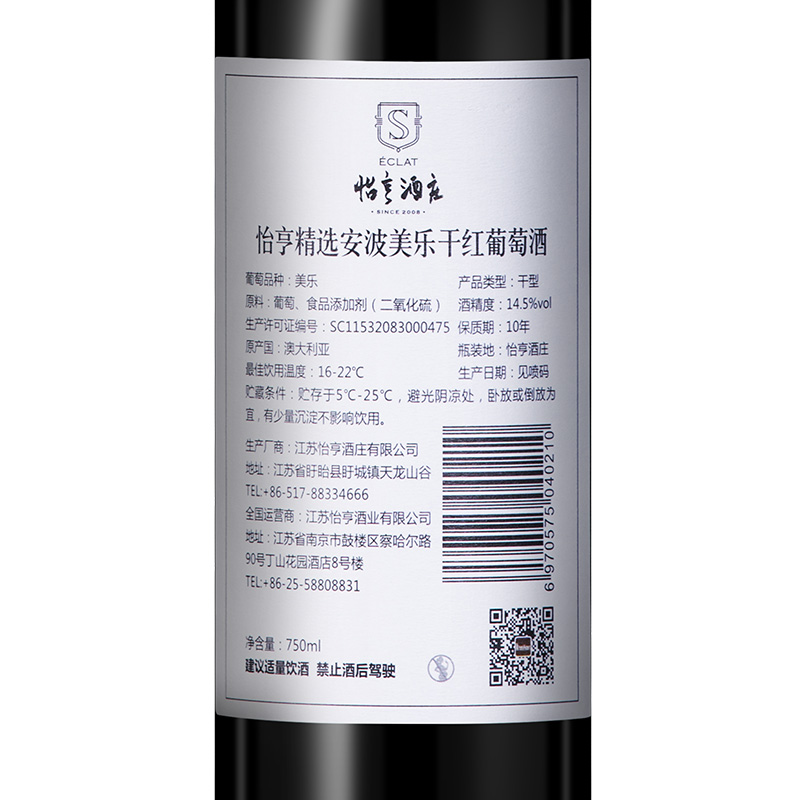 S
ÉCLAT
怡亨酒庄
·SINCE 2008·
怡亨精选安波美乐干红葡萄酒
葡萄品种：美乐 产品类型：干型
原料：葡萄、食品添加剂（二氧化硫） 酒精度：14.5%vol
生产许可证编号：SC11532083000475 保质期：10年
原产国：澳大利亚 瓶装地：怡亨酒庄
最佳饮用温度：16-22℃ 生产日期：见喷码
贮藏条件：贮存于5℃-25℃，避光阴凉处，卧放或倒放为
宜，有少量沉淀不影响饮用。
生产厂商：江苏怡亨酒庄有限公司
地址：江苏省盱眙县盱城镇天龙山谷
TEL:+86-517-88334666
全国运营商：江苏怡亨酒业有限公司
地址：江苏省南京市鼓楼区察哈尔路
90号丁山花园酒店8号楼
TEL:+86-25-58808831
6970575040210
净含量：750ml
建议适量饮酒 禁止酒后驾驶